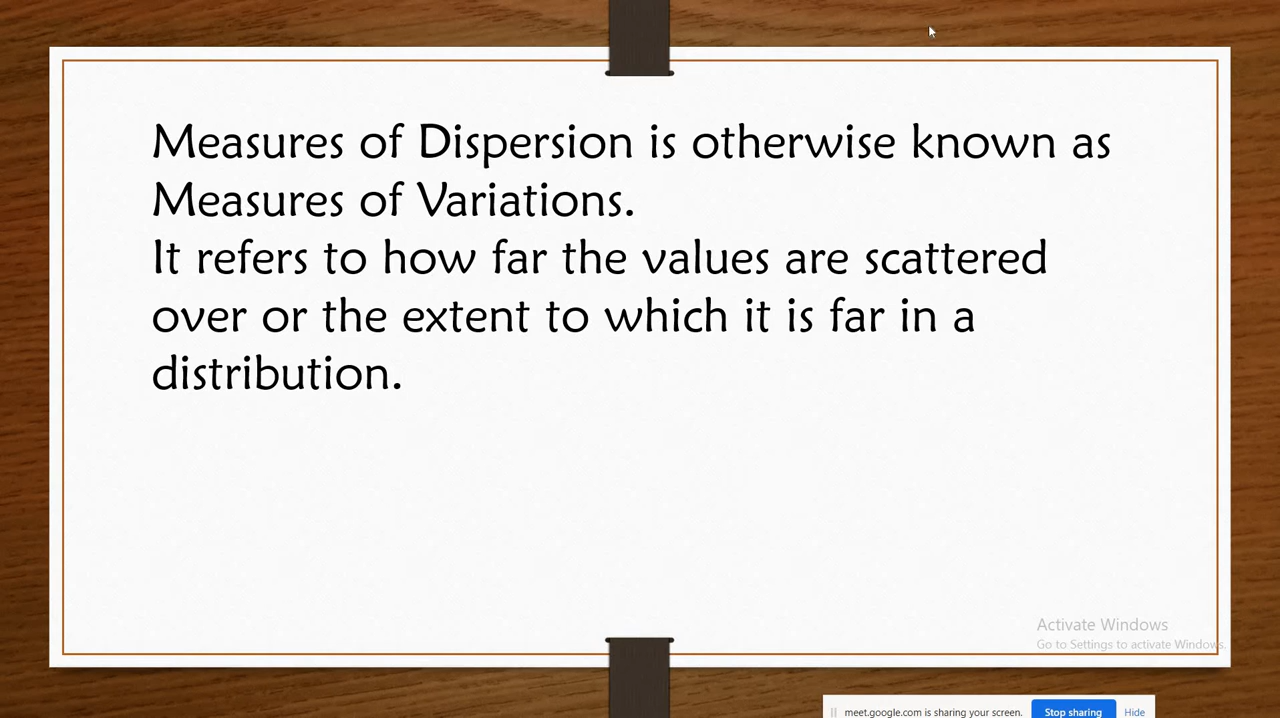 Measures of Dispersion is otherwise known as
Measures of Variations.
It refers to how far the values are scattered
over or the extent to which it is far in a
distribution.
Activate Windows
Go to Settings to activate Windows.
meet.google.com is sharing your screen. Stop sharing Hide